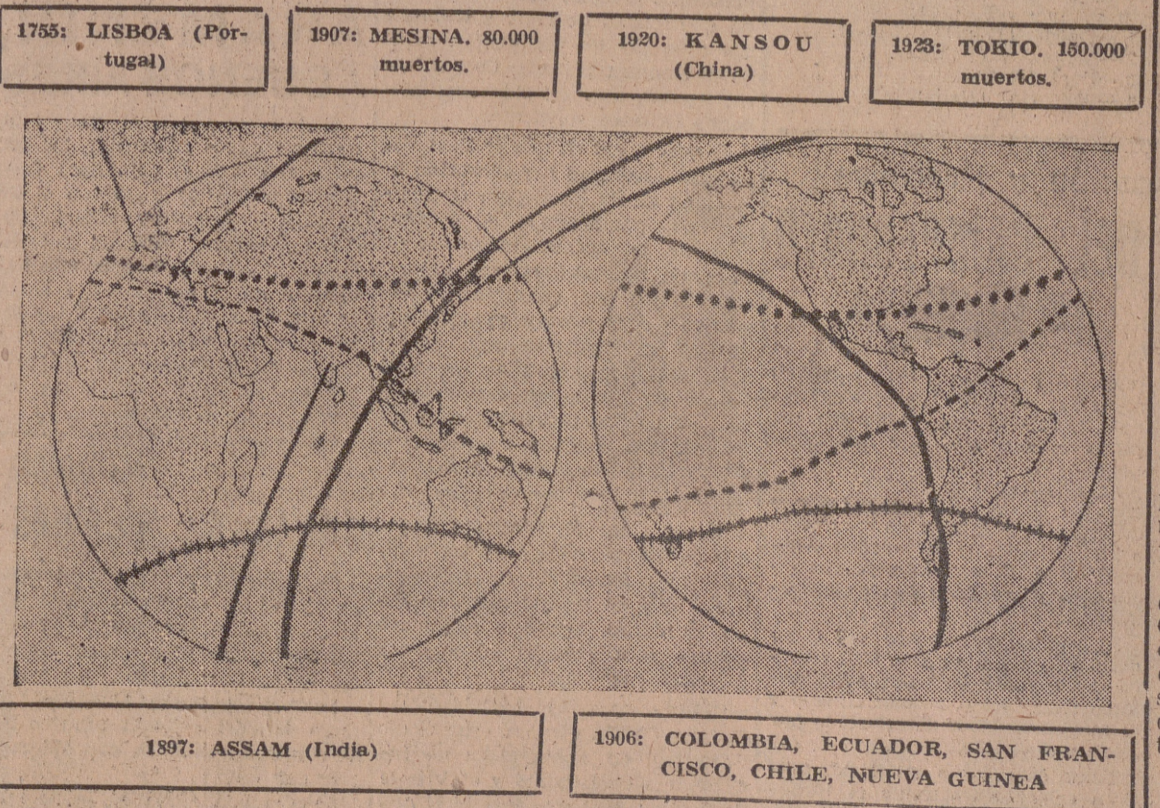 1755: LISBOA (Por-
tugal)
1907: MESINA. 80.000
muertos.
1920: KANSOU
(China)
1923: TOKIO. 150.000
muertos.
1897: ASSAM (India)
1906: COLOMBIA, ECUADOR, SAN FRAN-
CISCO, CHILE, NUEVA GUINEA